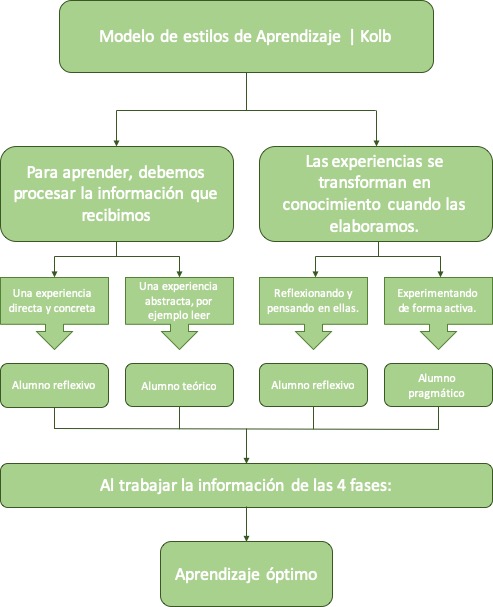 Modelo de estilos de Aprendizaje | Kolb
Para aprender, debemos
procesar la información que
recibimos
Las experiencias se
transforman en
conocimiento cuando las
elaboramos.
Una experiencia
directa y concreta
Una experiencia
abstracta, por
ejemplo leer
Reflexionando y
pensando en ellas.
Experimentando
de forma activa.
Alumno reflexivo
Alumno teórico
Alumno reflexivo
Alumno
pragmático
Al trabajar la información de las 4 fases:
Aprendizaje óptimo